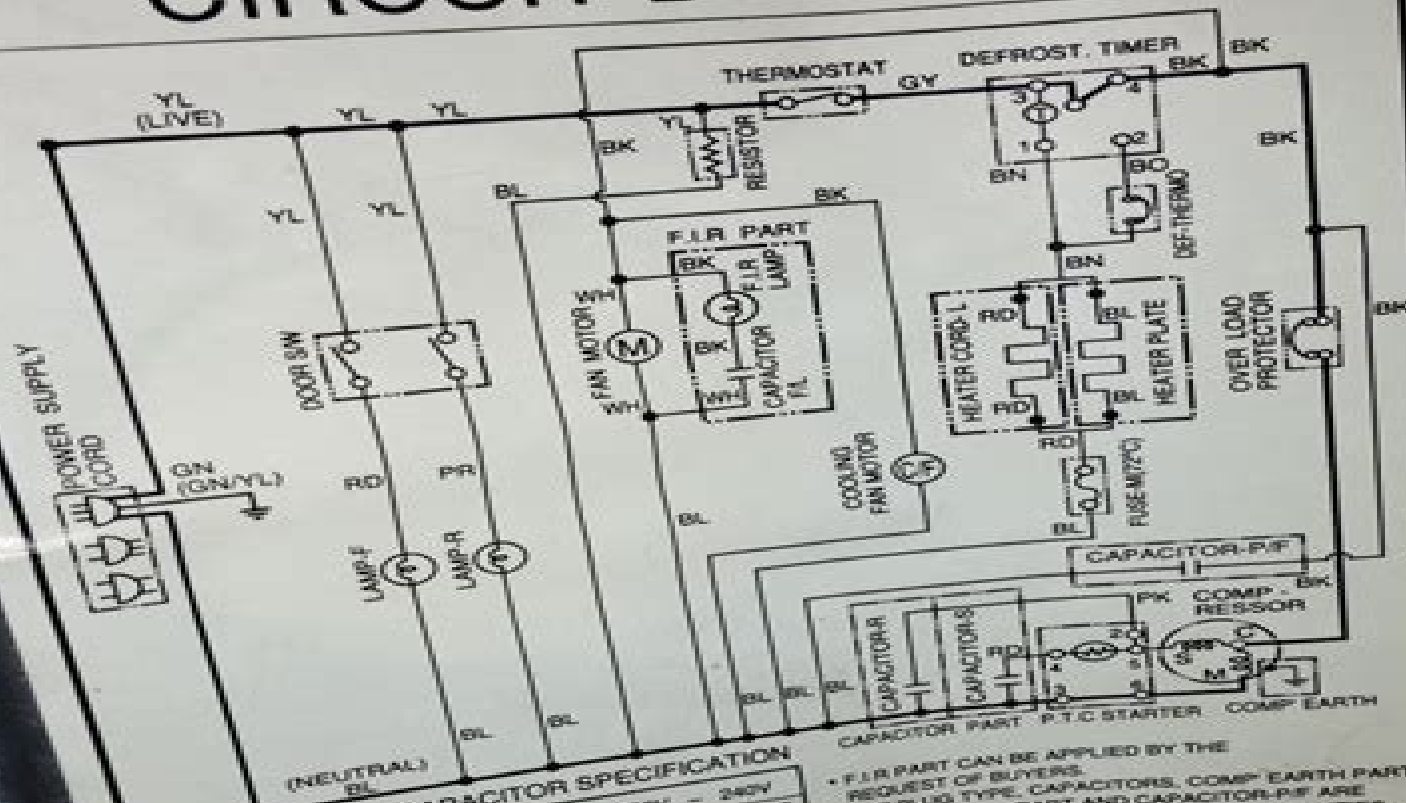 YL
(LIVE)
YL
YL
THERMOSTAT
GY
DEFROST. TIMER
BK
BK
3
4
1
2
YL
RESISTOR
BK
BL
BK
BN
BO
DEF-THERMO
BK
YL
YL
F.I.R PART
BK
F.I.R
LAMP
WH
FAN MOTOR
M
BK
CAPACITOR
F/L
WH
WH
BN
RD
BL
HEATER CORD-L
HEATER PLATE
RD
BL
RD
OVER LOAD
PROTECTOR
BK
DOOR S/W
POWER SUPPLY
CORD
GN
(GN/YL)
RD
PR
COOLING
FAN MOTOR
FUSE-M(72°C)
BL
BL
LAMP-F
LAMP-R
CAPACITOR-P/F
BK
PK
COMP -
RESSOR
CAPACITOR-R
CAPACITOR-S
RD
C
S
M
BL
BL
BL
BL
BL
CAPACITOR PART
P.T.C STARTER
COMP EARTH
(NEUTRAL)
BL
ACITOR SPECIFICATION
240V
• F.I.R PART CAN BE APPLIED BY THE
REQUEST OF BUYERS.
TYPE, CAPACITORS, COMP' EARTH PART
AND CAPACITOR-P/F ARE